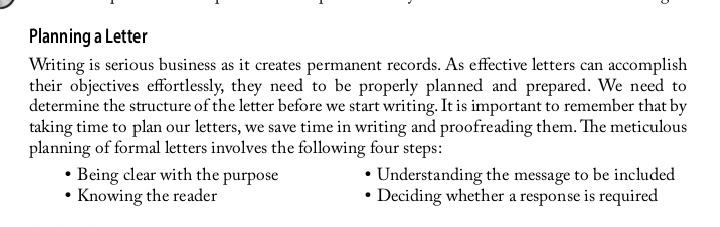 Planning a Letter
Writing is serious business as it creates permanent records. As effective letters can accomplish
their objectives effortlessly, they need to be properly planned and prepared. We need to
determine the structure of the letter before we start writing. It is important to remember that by
taking time to plan our letters, we save time in writing and proofreading them. The meticulous
planning of formal letters involves the following four steps:
• Being clear with the purpose
• Knowing the reader
• Understanding the message to be included
• Deciding whether a response is required